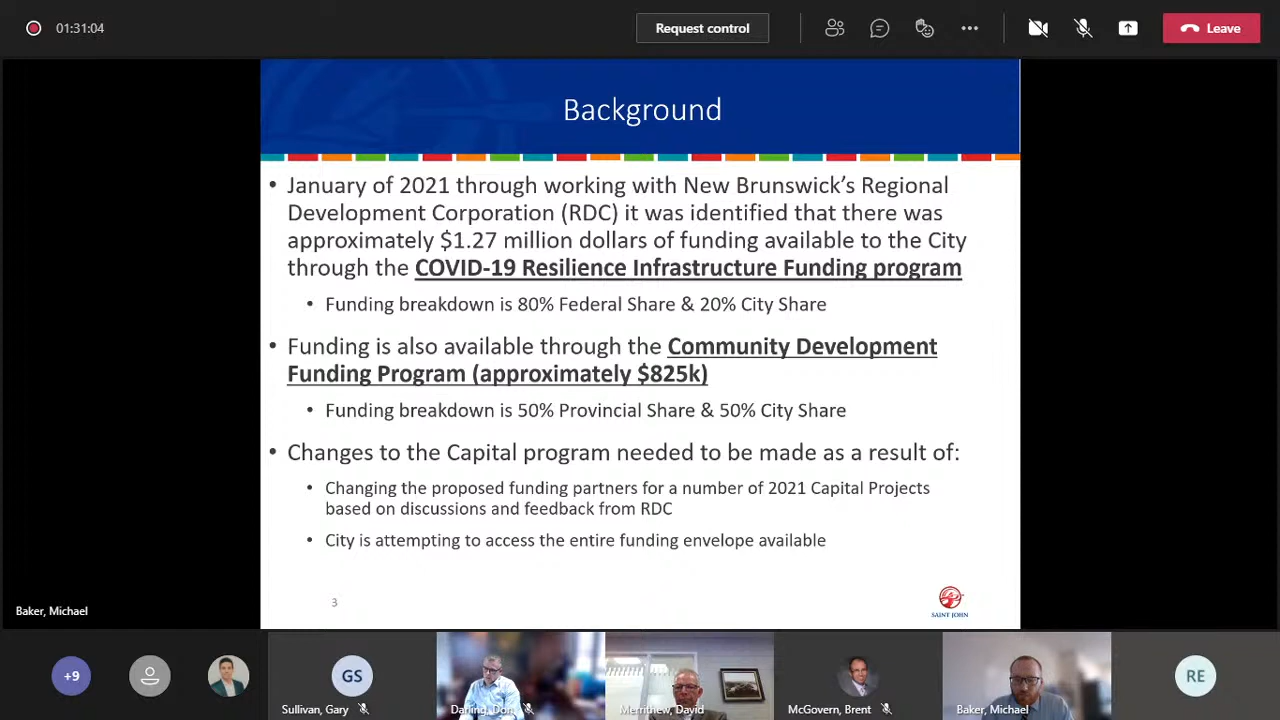 01:31:04
Request control
Leave
Background
• January of 2021 through working with New Brunswick’s Regional
Development Corporation (RDC) it was identified that there was
approximately $1.27 million dollars of funding available to the City
through the COVID-19 Resilience Infrastructure Funding program
• Funding breakdown is 80% Federal Share & 20% City Share
• Funding is also available through the Community Development
Funding Program (approximately $825k)
• Funding breakdown is 50% Provincial Share & 50% City Share
• Changes to the Capital program needed to be made as a result of:
• Changing the proposed funding partners for a number of 2021 Capital Projects
based on discussions and feedback from RDC
• City is attempting to access the entire funding envelope available
3
SAINT JOHN
Baker, Michael
+9
GS
RE
Sullivan, Gary
Darling, Don
Merrithew, David
McGovern, Brent
Baker, Michael